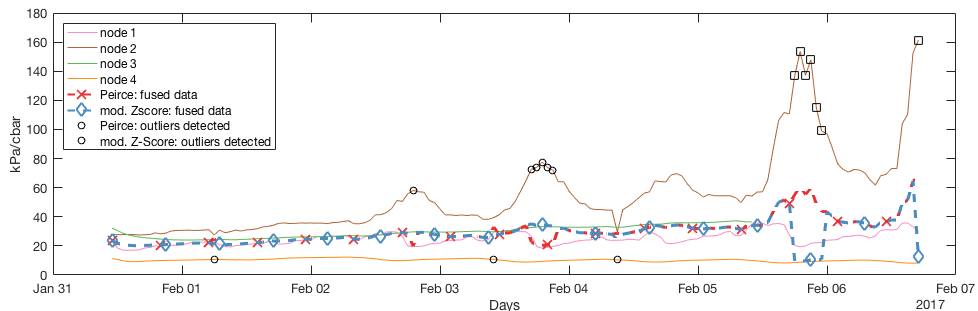 180
160
140
120
100
80
60
40
20
0
kPa/cbar
node 1
node 2
node 3
node 4
Peirce: fused data
mod. Zscore: fused data
Peirce: outliers detected
mod. Z-Score: outliers detected
Jan 31 Feb 01 Feb 02 Feb 03 Feb 04 Feb 05 Feb 06 Feb 07
Days
2017